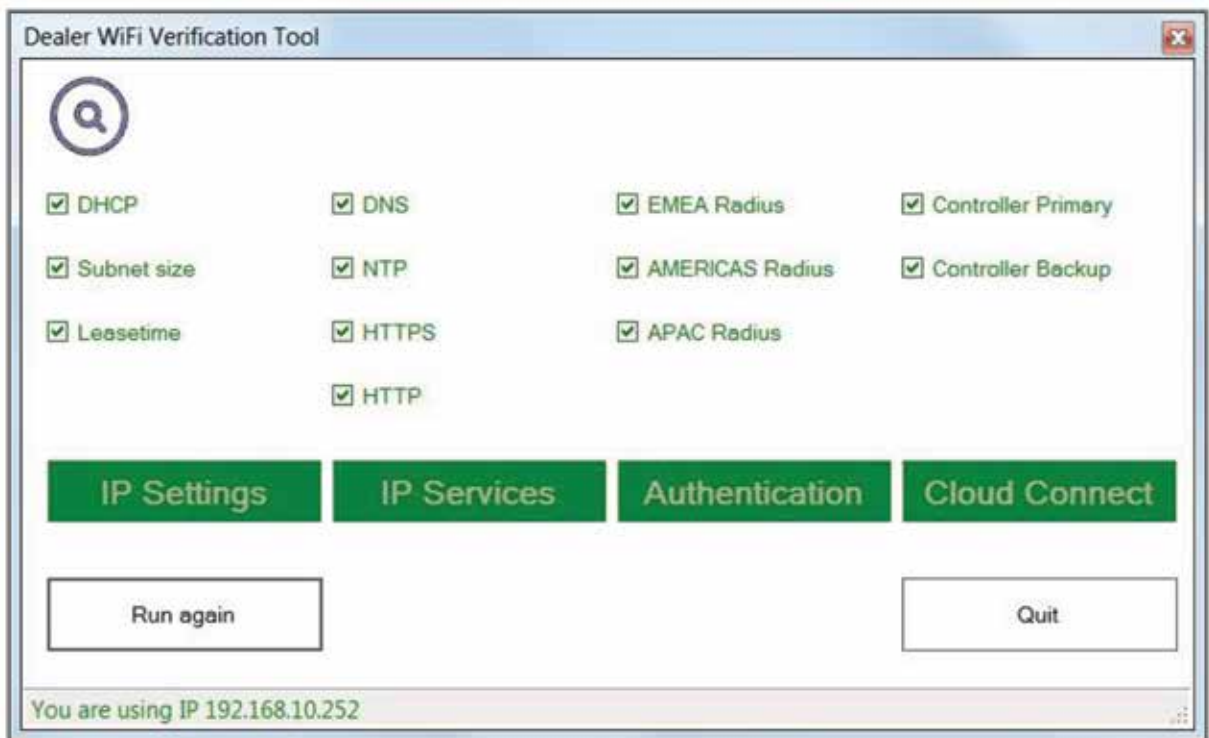 Dealer WiFi Verification Tool
DHCP DNS EMEA Radius Controller Primary
Subnet size NTP AMERICAS Radius Controller Backup
Leasetime HTTPS APAC Radius
HTTP
IP Settings IP Services Authentication Cloud Connect
Run again Quit
You are using IP 192.168.10.252